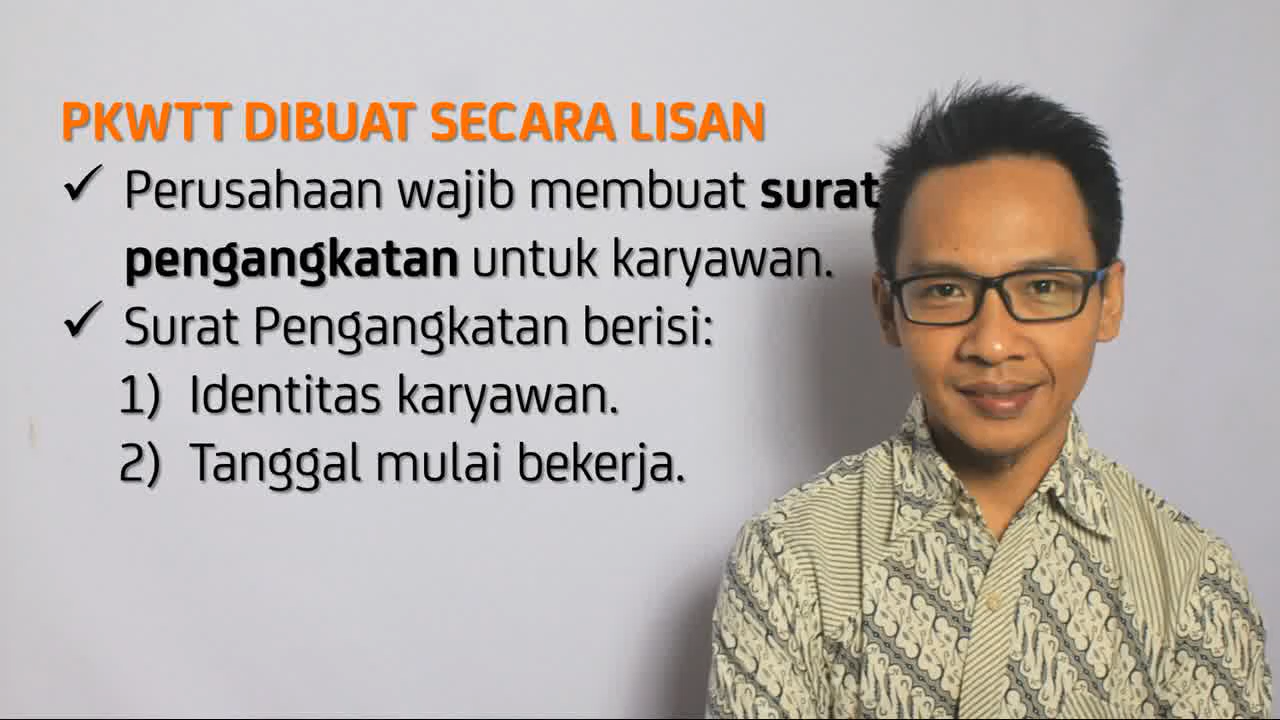 PKWTT DIBUAT SECARA LISAN
✓ Perusahaan wajib membuat surat
pengangkatan untuk karyawan.
✓ Surat Pengangkatan berisi:
1) Identitas karyawan.
2) Tanggal mulai bekerja.